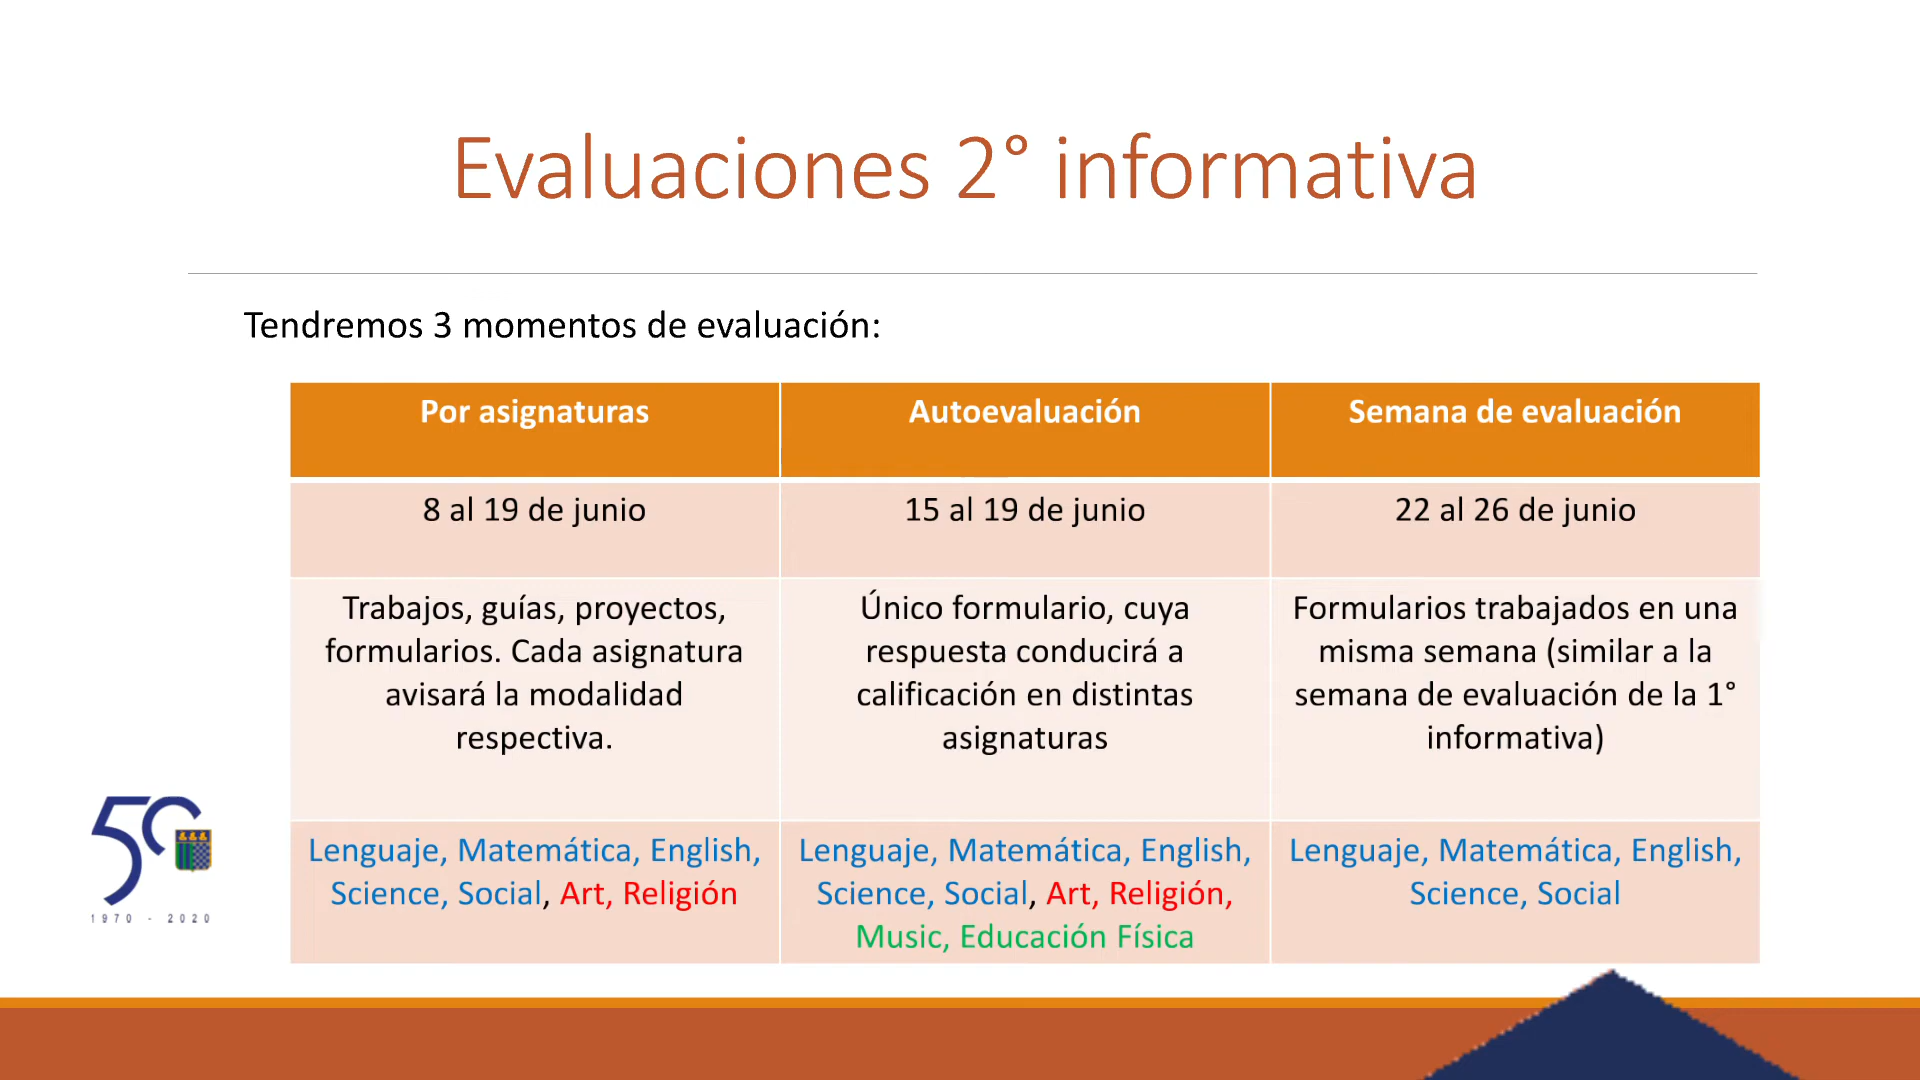 Evaluaciones 2° informativa
Tendremos 3 momentos de evaluación:
Por asignaturas
Autoevaluación
Semana de evaluación
8 al 19 de junio
15 al 19 de junio
22 al 26 de junio
Trabajos, guías, proyectos,
formularios. Cada asignatura
avisará la modalidad
respectiva.
Único formulario, cuya
respuesta conducirá a
calificación en distintas
asignaturas
Formularios trabajados en una
misma semana (similar a la
semana de evaluación de la 1°
informativa)
Lenguaje, Matemática, English,
Science, Social, Art, Religión
Lenguaje, Matemática, English,
Science, Social, Art, Religión,
Music, Educación Física
Lenguaje, Matemática, English,
Science, Social
50
1970 - 2020